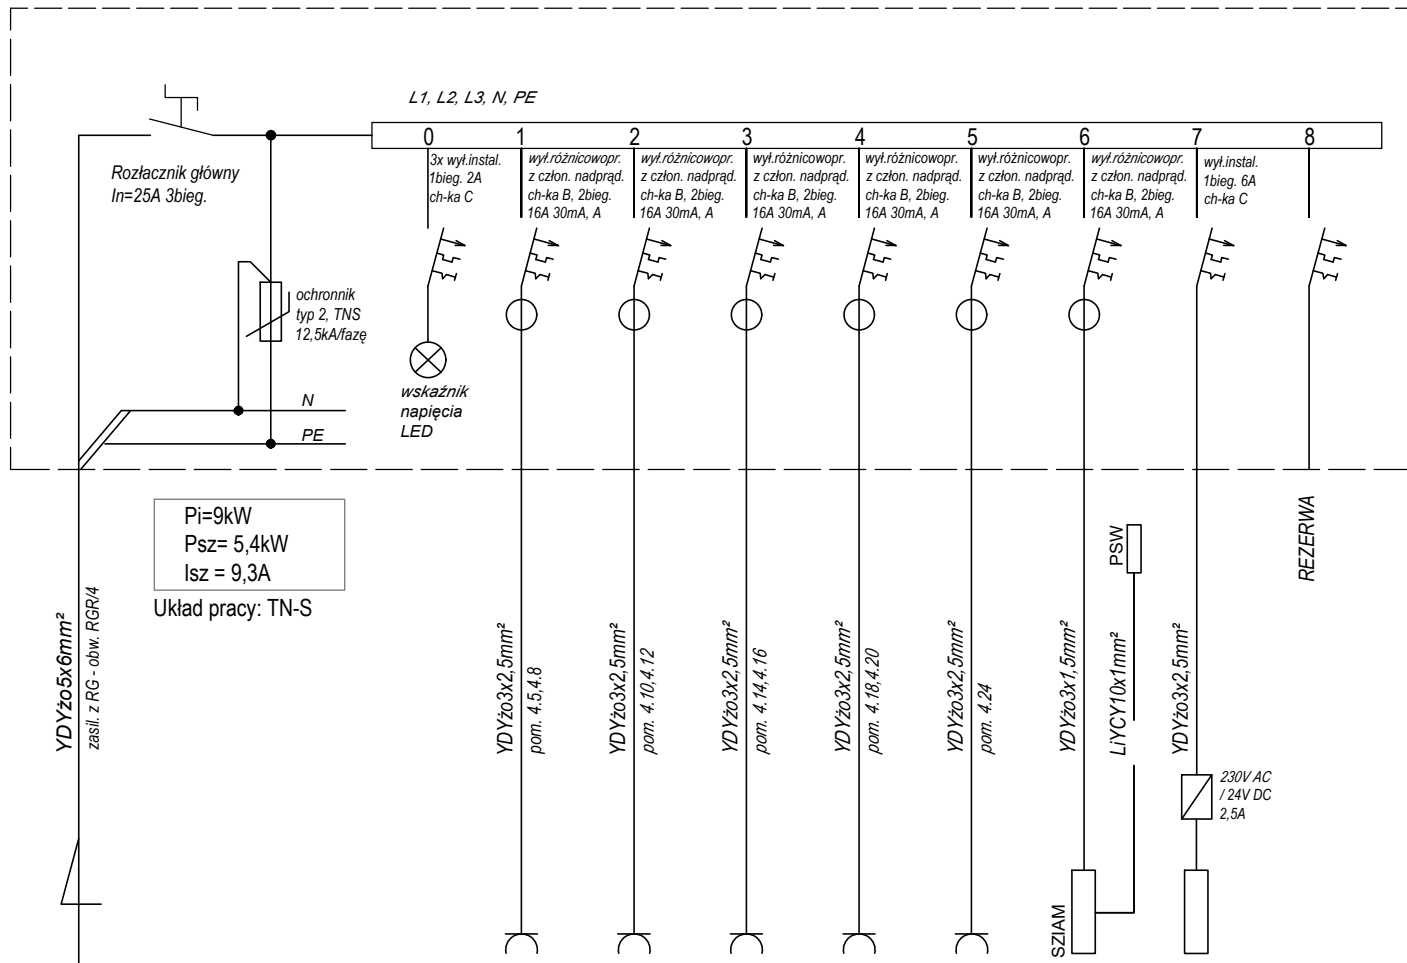 L1, L2, L3, N, PE
0 1 2 3 4 5 6 7 8
Rozłacznik główny
In=25A 3bieg.
3x wył.instal.
1bieg. 2A
ch-ka C
wył.różnicowopr.
z człon. nadprąd.
ch-ka B, 2bieg.
16A 30mA, A
wył.różnicowopr.
z człon. nadprąd.
ch-ka B, 2bieg.
16A 30mA, A
wył.różnicowopr.
z człon. nadprąd.
ch-ka B, 2bieg.
16A 30mA, A
wył.różnicowopr.
z człon. nadprąd.
ch-ka B, 2bieg.
16A 30mA, A
wył.różnicowopr.
z człon. nadprąd.
ch-ka B, 2bieg.
16A 30mA, A
wył.różnicowopr.
z człon. nadprąd.
ch-ka B, 2bieg.
16A 30mA, A
wył.instal.
1bieg. 6A
ch-ka C
ochronnik
typ 2, TNS
12,5kA/fazę
wskaźnik
napięcia
LED
N
PE
Pi=9kW
Psz= 5,4kW
Isz = 9,3A
Układ pracy: TN-S
YDYżo5x6mm²
zasil. z RG - obw. RGR/4
YDYżo3x2,5mm²
pom. 4.5,4.8
YDYżo3x2,5mm²
pom. 4.10,4.12
YDYżo3x2,5mm²
pom. 4.14,4.16
YDYżo3x2,5mm²
pom. 4.18,4.20
YDYżo3x2,5mm²
pom. 4.24
YDYżo3x1,5mm²
SZIAM
PSW
LiYCY10x1mm²
YDYżo3x2,5mm²
230V AC
/ 24V DC
2,5A
REZERWA